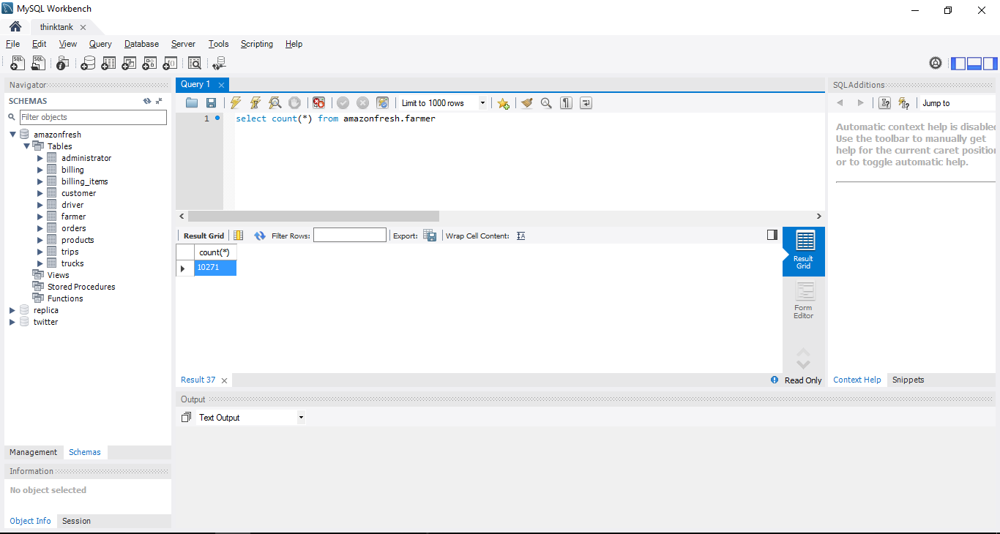 MySQL Workbench
thinktank
File Edit View Query Database Server Tools Scripting Help
Navigator
SCHEMAS
Filter objects
amazonfresh
Tables
administrator
billing
billing_items
customer
driver
farmer
orders
products
trips
trucks
Views
Stored Procedures
Functions
replica
twitter
Management Schemas
Information
No object selected
Object Info Session
Query 1
Limit to 1000 rows
1 select count(*) from amazonfresh.farmer
Result Grid Filter Rows: Export: Wrap Cell Content:
count(*)
10271
Result
Grid
Form
Editor
Result 37 Read Only
Output
Text Output
SQLAdditions
Jump to
Automatic context help is disabled
Use the toolbar to manually get
help for the current caret position
or to toggle automatic help.
Context Help Snippets